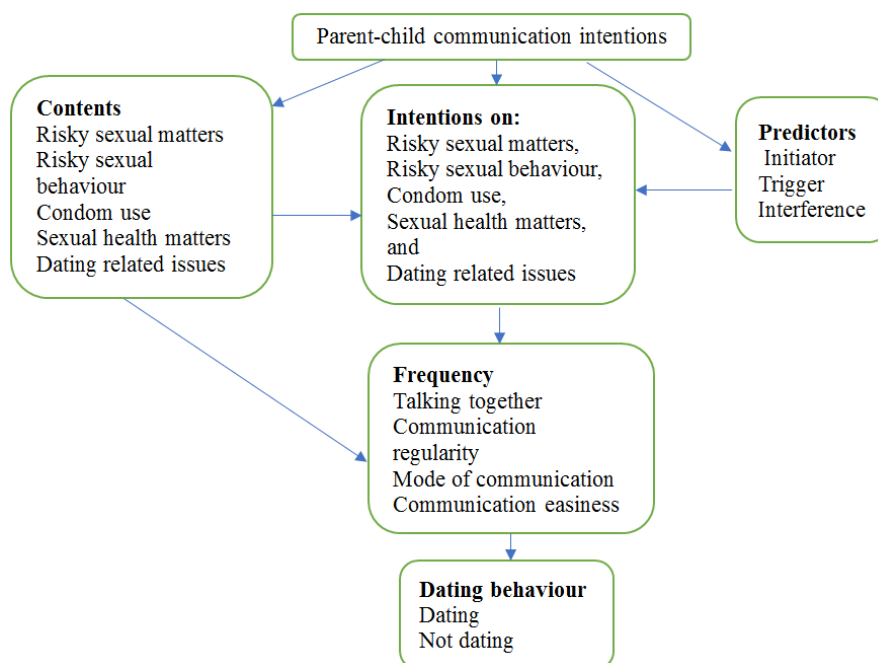 Parent-child communication intentions
Contents
Risky sexual matters
Risky sexual
behaviour
Condom use
Sexual health matters
Dating related issues
Intentions on:
Risky sexual matters,
Risky sexual behaviour,
Condom use,
Sexual health matters,
and
Dating related issues
Predictors
Initiator
Trigger
Interference
Frequency
Talking together
Communication
regularity
Mode of communication
Communication easiness
Dating behaviour
Dating
Not dating